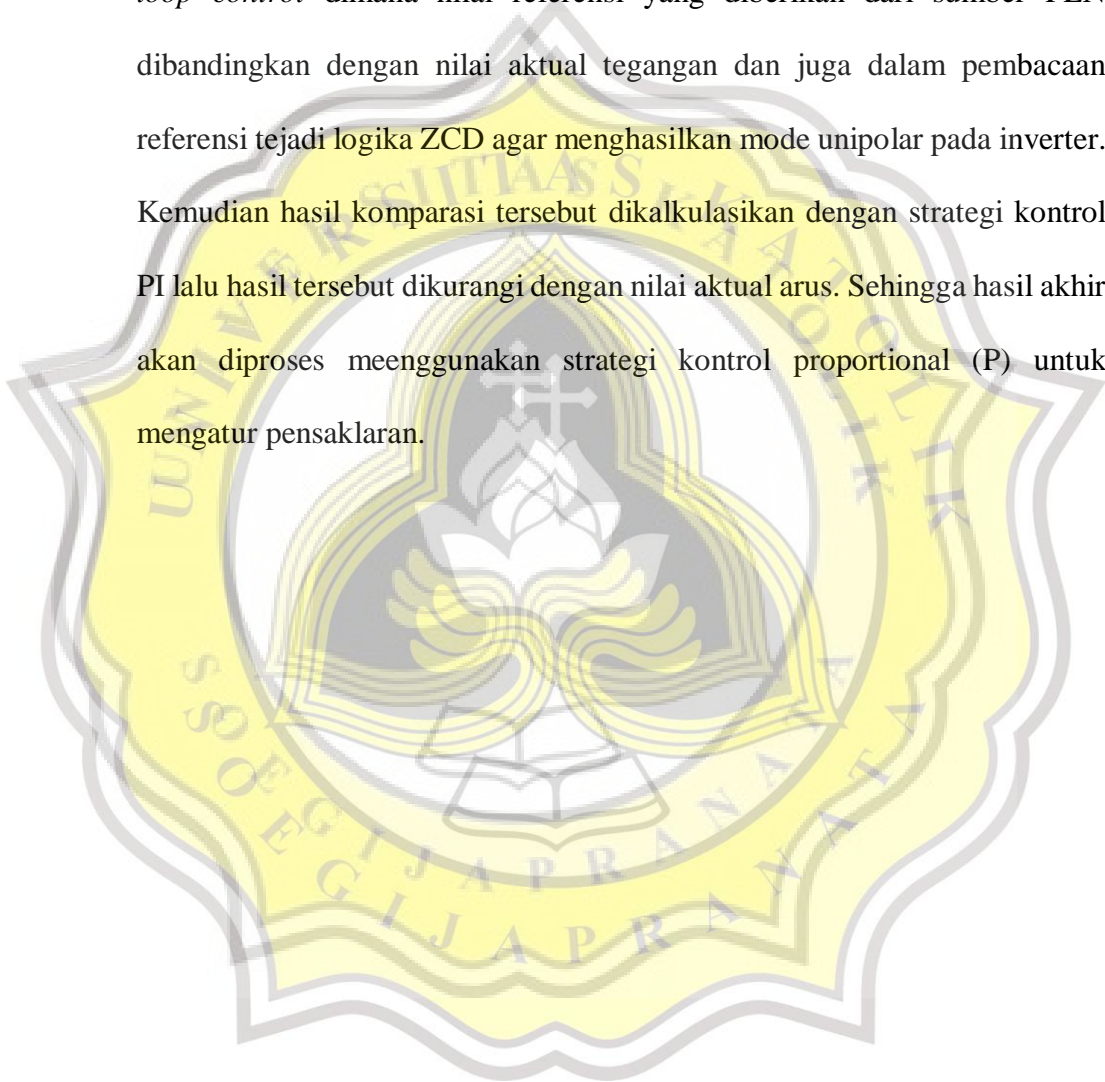 loop control dimana nilai referensi yang diberikan dari sumber PLN
dibandingkan dengan nilai aktual tegangan dan juga dalam pembacaan
referensi tejadi logika ZCD agar menghasilkan mode unipolar pada inverter.
Kemudian hasil komparasi tersebut dikalkulasikan dengan strategi kontrol
PI lalu hasil tersebut dikurangi dengan nilai aktual arus. Sehingga hasil akhir
akan diproses meenggunakan strategi kontrol proportional (P) untuk
mengatur pensaklaran.
UNIVERSITAS KATOLIK
SOEGIJAPRANATA